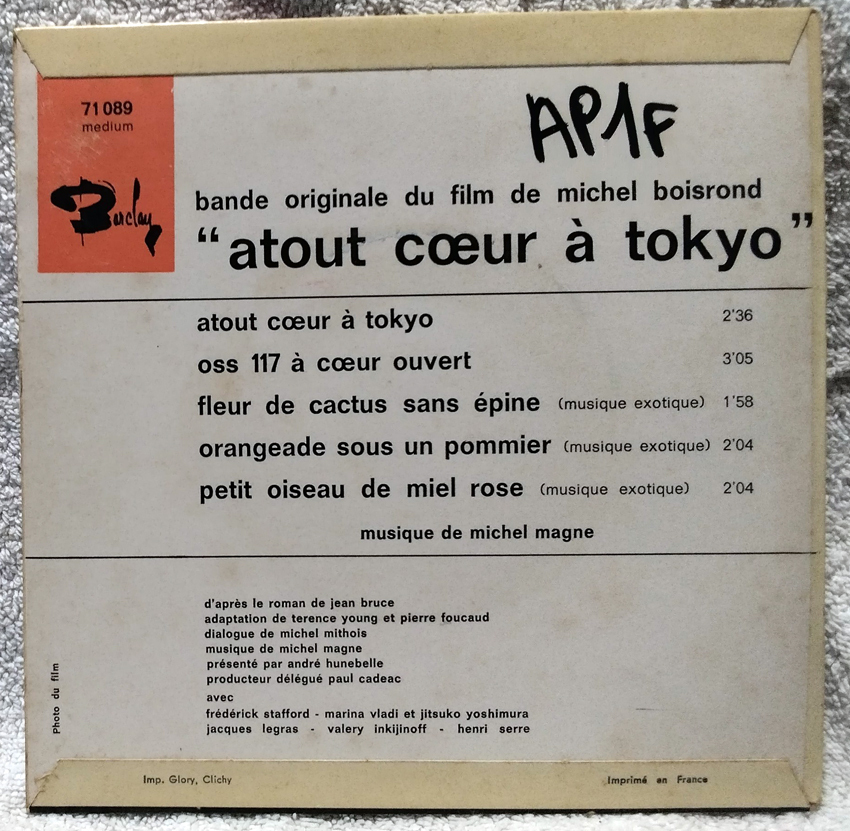 71 089
medium
Barclay
AP1F
bande originale du film de michel boisrond
“atout cœur à tokyo”
atout cœur à tokyo 2'36
oss 117 à cœur ouvert 3'05
fleur de cactus sans épine (musique exotique) 1'58
orangeade sous un pommier (musique exotique) 2'04
petit oiseau de miel rose (musique exotique) 2'04
musique de michel magne
d'après le roman de jean bruce
adaptation de terence young et pierre foucaud
dialogue de michel mithois
musique de michel magne
présenté par andré hunebelle
producteur délégué paul cadeac
avec
frédérick stafford - marina vladi et jitsuko yoshimura
jacques legras - valery inkijinoff - henri serre
Photo du film
Imp. Glory, Clichy Imprimé en France